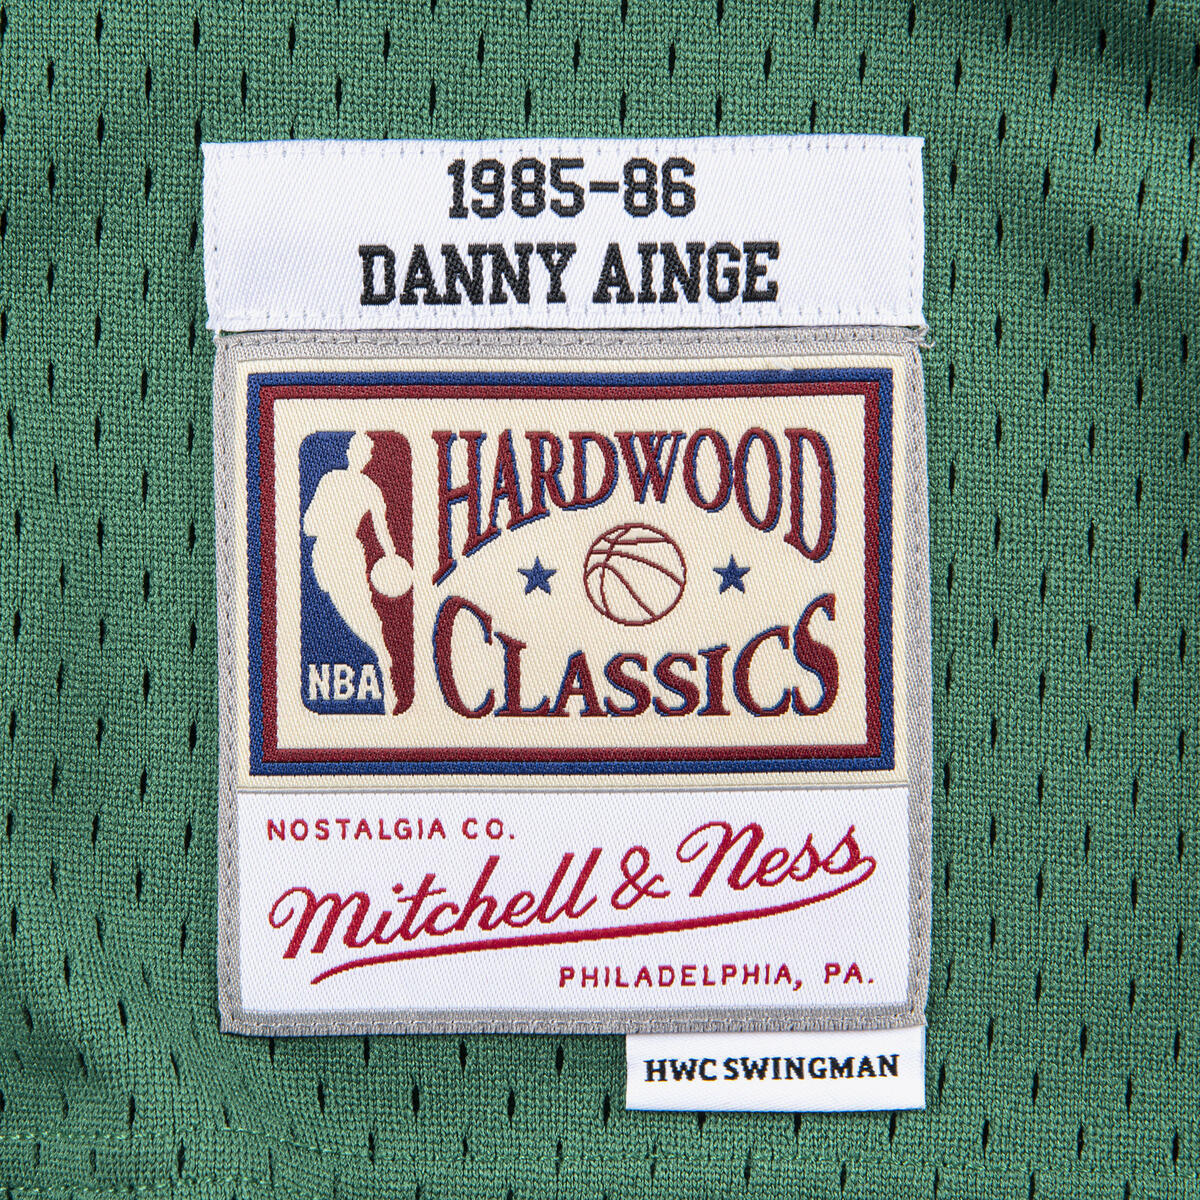 1985-86
DANNY AINGE
HARDWOOD
CLASSICS
NBA
NOSTALGIA CO.
Mitchell & Ness
PHILADELPHIA, PA.
HWC SWINGMAN